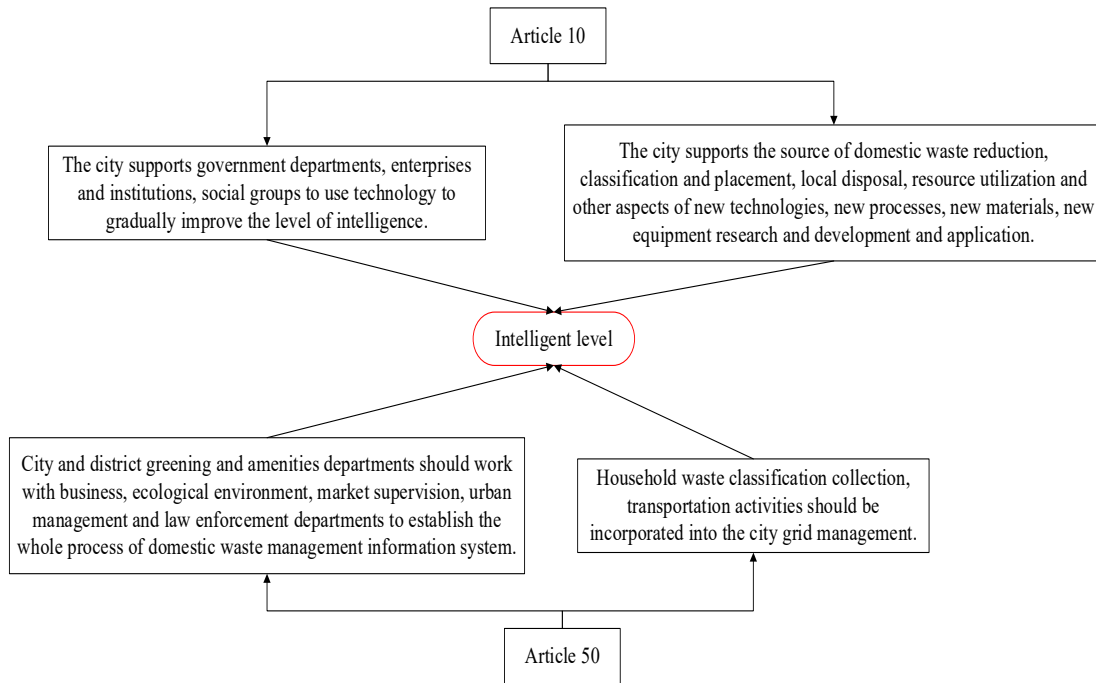 Article 10
The city supports government departments, enterprises
and institutions, social groups to use technology to
gradually improve the level of intelligence.
The city supports the source of domestic waste reduction,
classification and placement, local disposal, resource utilization and
other aspects of new technologies, new processes, new materials, new
equipment research and development and application.
Intelligent level
City and district greening and amenities departments should work
with business, ecological environment, market supervision, urban
management and law enforcement departments to establish the
whole process of domestic waste management information system.
Household waste classification collection,
transportation activities should be
incorporated into the city grid management.
Article 50